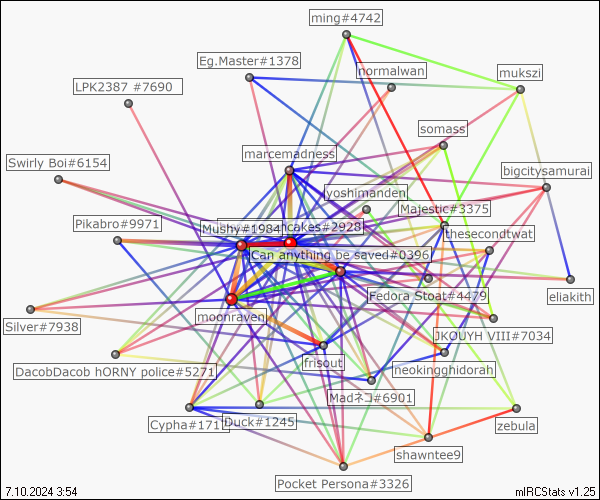 ming#4742
Eg.Master#1378
normalwan
mukszi
LPK2387 #7690
somass
marcemadness
Swirly Boi#6154
bigcitysamurai
yoshimanden
Majestic#3375
Pikabro#9971
Mushy#1984
ncakes#2928
thesecondtwat
Can anything be saved#0396
eliakith
Fedora Stoat#4479
moonraven
Silver#7938
JKOUYH VIII#7034
frisout
neokingghidorah
DacobDacob hORNY police#5271
Madネコ#6901
Cypha#171
Duck#1245
zebula
shawntee9
Pocket Persona#3326
7.10.2024 3:54
mIRCStats v1.25